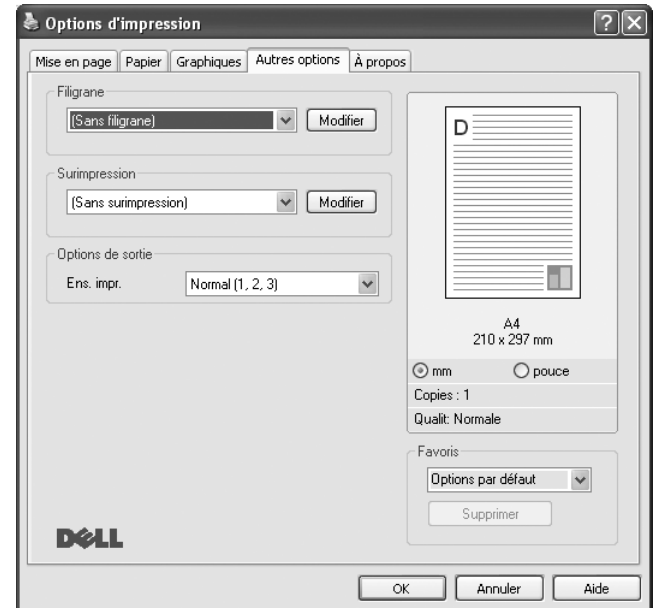 Options d'impression
Mise en page Papier Graphiques Autres options À propos
Filigrane
(Sans filigrane) Modifier
Surimpression
(Sans surimpression) Modifier
Options de sortie
Ens. impr. Normal (1, 2, 3)
D
A4
210 x 297 mm
mm pouce
Copies : 1
Qualit: Normale
Favoris
Options par défaut
Supprimer
DELL
OK Annuler Aide